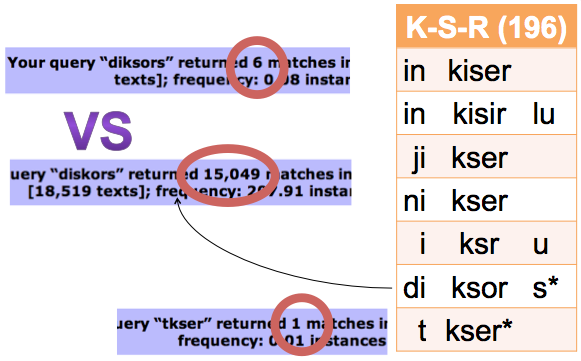 Your query “diksors” returned 6 matches in
texts]; frequency: 0.08 instan
VS
uery “diskors” returned 15,049 matches in
[18,519 texts]; frequency: 207.91 instan
uery “tkser” returned 1 matches in
frequency: 0.01 instances
K-S-R (196)
in kiser
in kisir lu
ji kser
ni kser
i ksr u
di ksor s*
t kser*